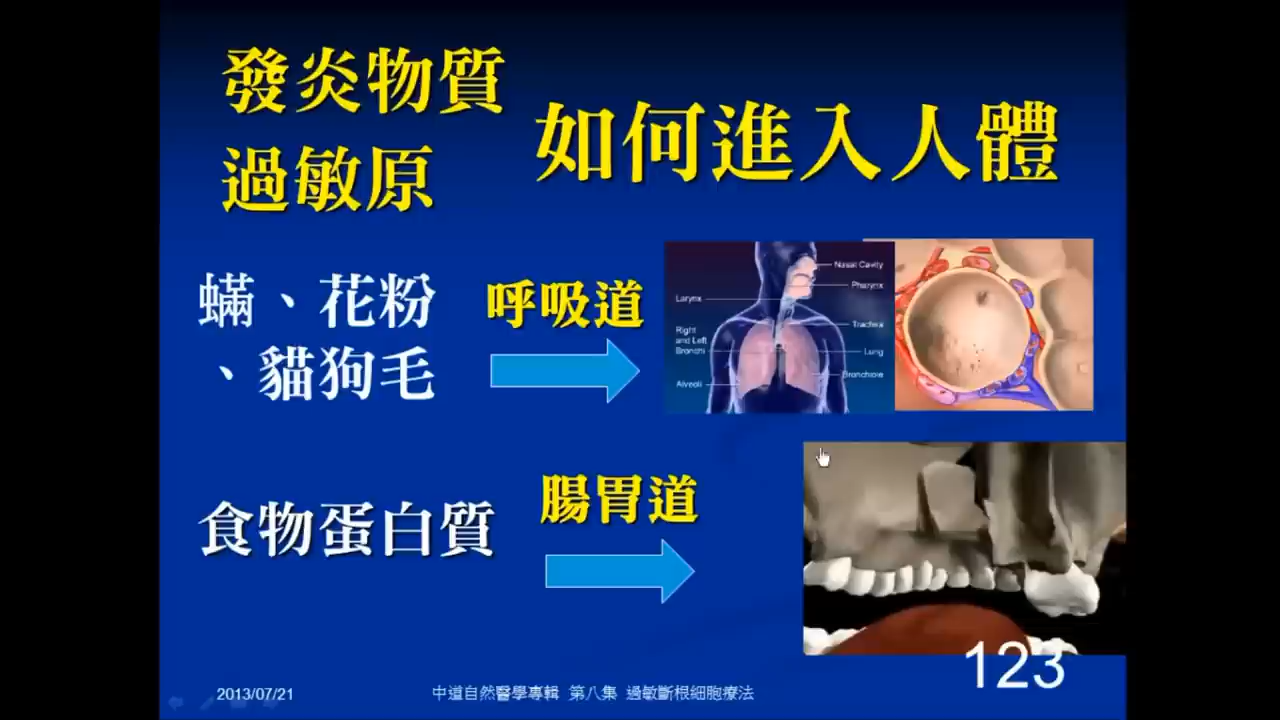 發炎物質
過敏原
如何進入人體
蟎、花粉
、貓狗毛
呼吸道
Nasal Cavity
Pharynx
Larynx
Trachea
Right
and Left
Bronchi
Lung
Bronchiole
Alveoli
食物蛋白質
腸胃道
123
2013/07/21
中道自然醫學專輯 第八集 過敏斷根細胞療法